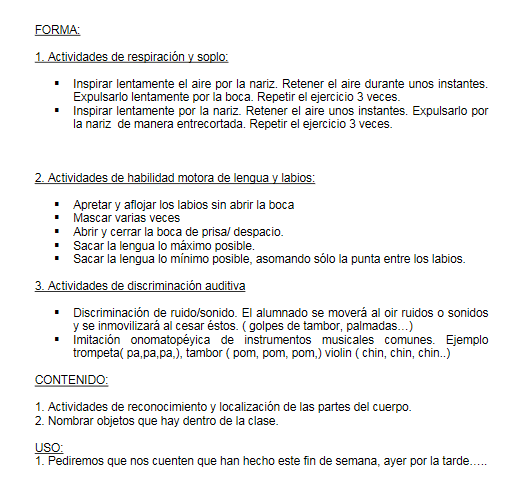 FORMA:
1. Actividades de respiración y soplo:
▪ Inspirar lentamente el aire por la nariz. Retener el aire durante unos instantes.
Expulsarlo lentamente por la boca. Repetir el ejercicio 3 veces.
▪ Inspirar lentamente por la nariz. Retener el aire unos instantes. Expulsarlo por
la nariz de manera entrecortada. Repetir el ejercicio 3 veces.
2. Actividades de habilidad motora de lengua y labios:
▪ Apretar y aflojar los labios sin abrir la boca
▪ Mascar varias veces
▪ Abrir y cerrar la boca de prisa/ despacio.
▪ Sacar la lengua lo máximo posible.
▪ Sacar la lengua lo mínimo posible, asomando sólo la punta entre los labios.
3. Actividades de discriminación auditiva
▪ Discriminación de ruido/sonido. El alumnado se moverá al oir ruidos o sonidos
y se inmovilizará al cesar éstos. ( golpes de tambor, palmadas…)
▪ Imitación onomatopéyica de instrumentos musicales comunes. Ejemplo
trompeta( pa,pa,pa,), tambor ( pom, pom, pom,) violin ( chin, chin, chin..)
CONTENIDO:
1. Actividades de reconocimiento y localización de las partes del cuerpo.
2. Nombrar objetos que hay dentro de la clase.
USO:
1. Pediremos que nos cuenten que han hecho este fin de semana, ayer por la tarde…..